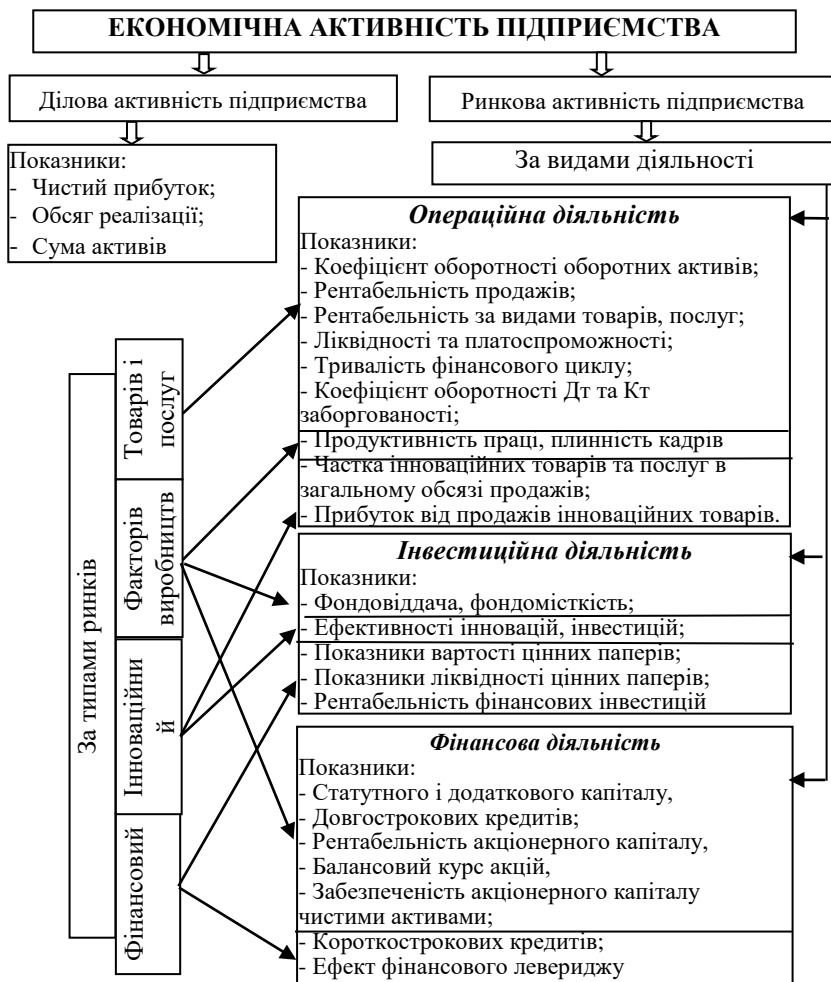 ЕКОНОМІЧНА АКТИВНІСТЬ ПІДПРИЄМСТВА
Ділова активність підприємства
Ринкова активність підприємства
Показники:
- Чистий прибуток;
- Обсяг реалізації;
- Сума активів
За видами діяльності
Операційна діяльність
Показники:
- Коефіцієнт оборотності оборотних активів;
- Рентабельність продажів;
- Рентабельність за видами товарів, послуг;
- Ліквідності та платоспроможності;
- Тривалість фінансового циклу;
- Коефіцієнт оборотності Дт та Кт
заборгованості;
- Продуктивність праці, плинність кадрів
- Частка інноваційних товарів та послуг в
загальному обсязі продажів;
- Прибуток від продажів інноваційних товарів.
Інвестиційна діяльність
Показники:
- Фондовіддача, фондомісткість;
- Ефективності інновацій, інвестицій;
- Показники вартості цінних паперів;
- Показники ліквідності цінних паперів;
- Рентабельність фінансових інвестицій
Фінансова діяльність
Показники:
- Статутного і додаткового капіталу,
- Довгострокових кредитів;
- Рентабельність акціонерного капіталу,
- Балансовий курс акцій,
- Забезпеченість акціонерного капіталу
чистими активами;
- Короткострокових кредитів;
- Ефект фінансового левериджу
За типами ринків
Товарів і
послуг
Факторів
виробництв
Інноваційни
й
Фінансовий